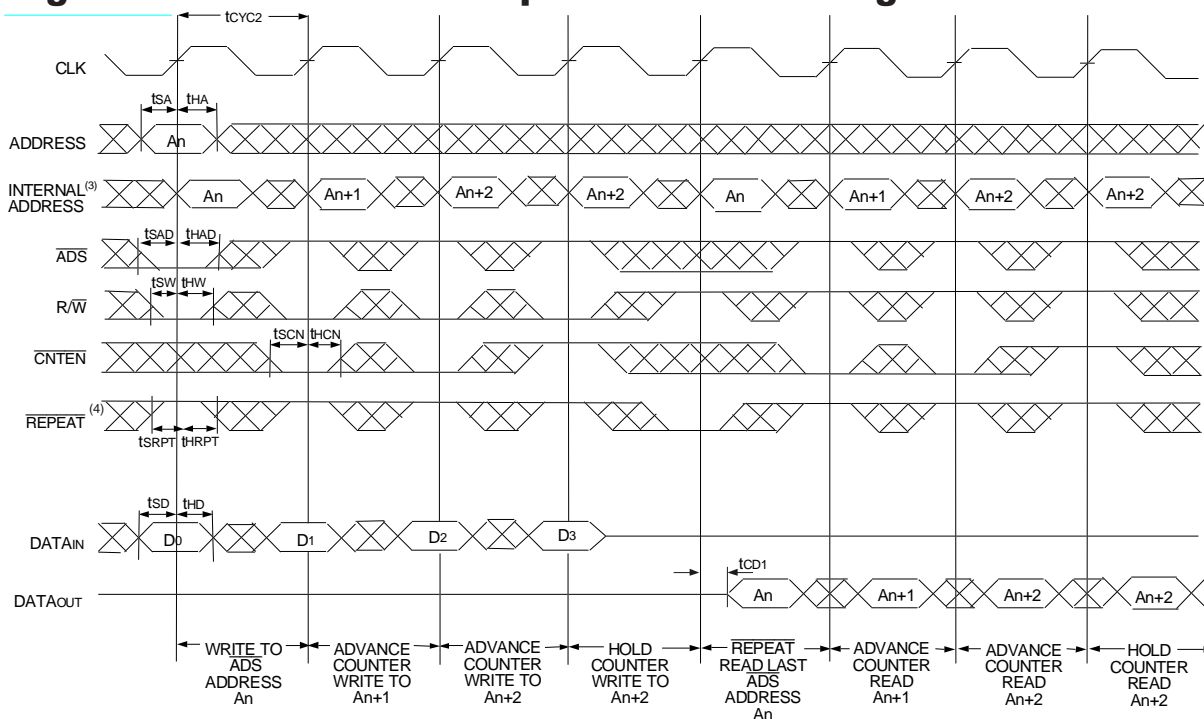 tCYC2
CLK
tSA tHA
ADDRESS An
INTERNAL(3)
ADDRESS An An+1 An+2 An+2 An An+1 An+2 An+2
tSAD tHAD
ADS
tSW tHW
R/W
tSCN tHCN
CNTEN
REPEAT (4)
tSRPT tHRPT
tSD tHD
DATAIN D0 D1 D2 D3
tCD1
DATAOUT An An+1 An+2 An+2
WRITE TO
ADS
ADDRESS
An
ADVANCE
COUNTER
WRITE TO
An+1
ADVANCE
COUNTER
WRITE TO
An+2
HOLD
COUNTER
WRITE TO
An+2
REPEAT
READ LAST
ADS
ADDRESS
An
ADVANCE
COUNTER
READ
An+1
ADVANCE
COUNTER
READ
An+2
HOLD
COUNTER
READ
An+2